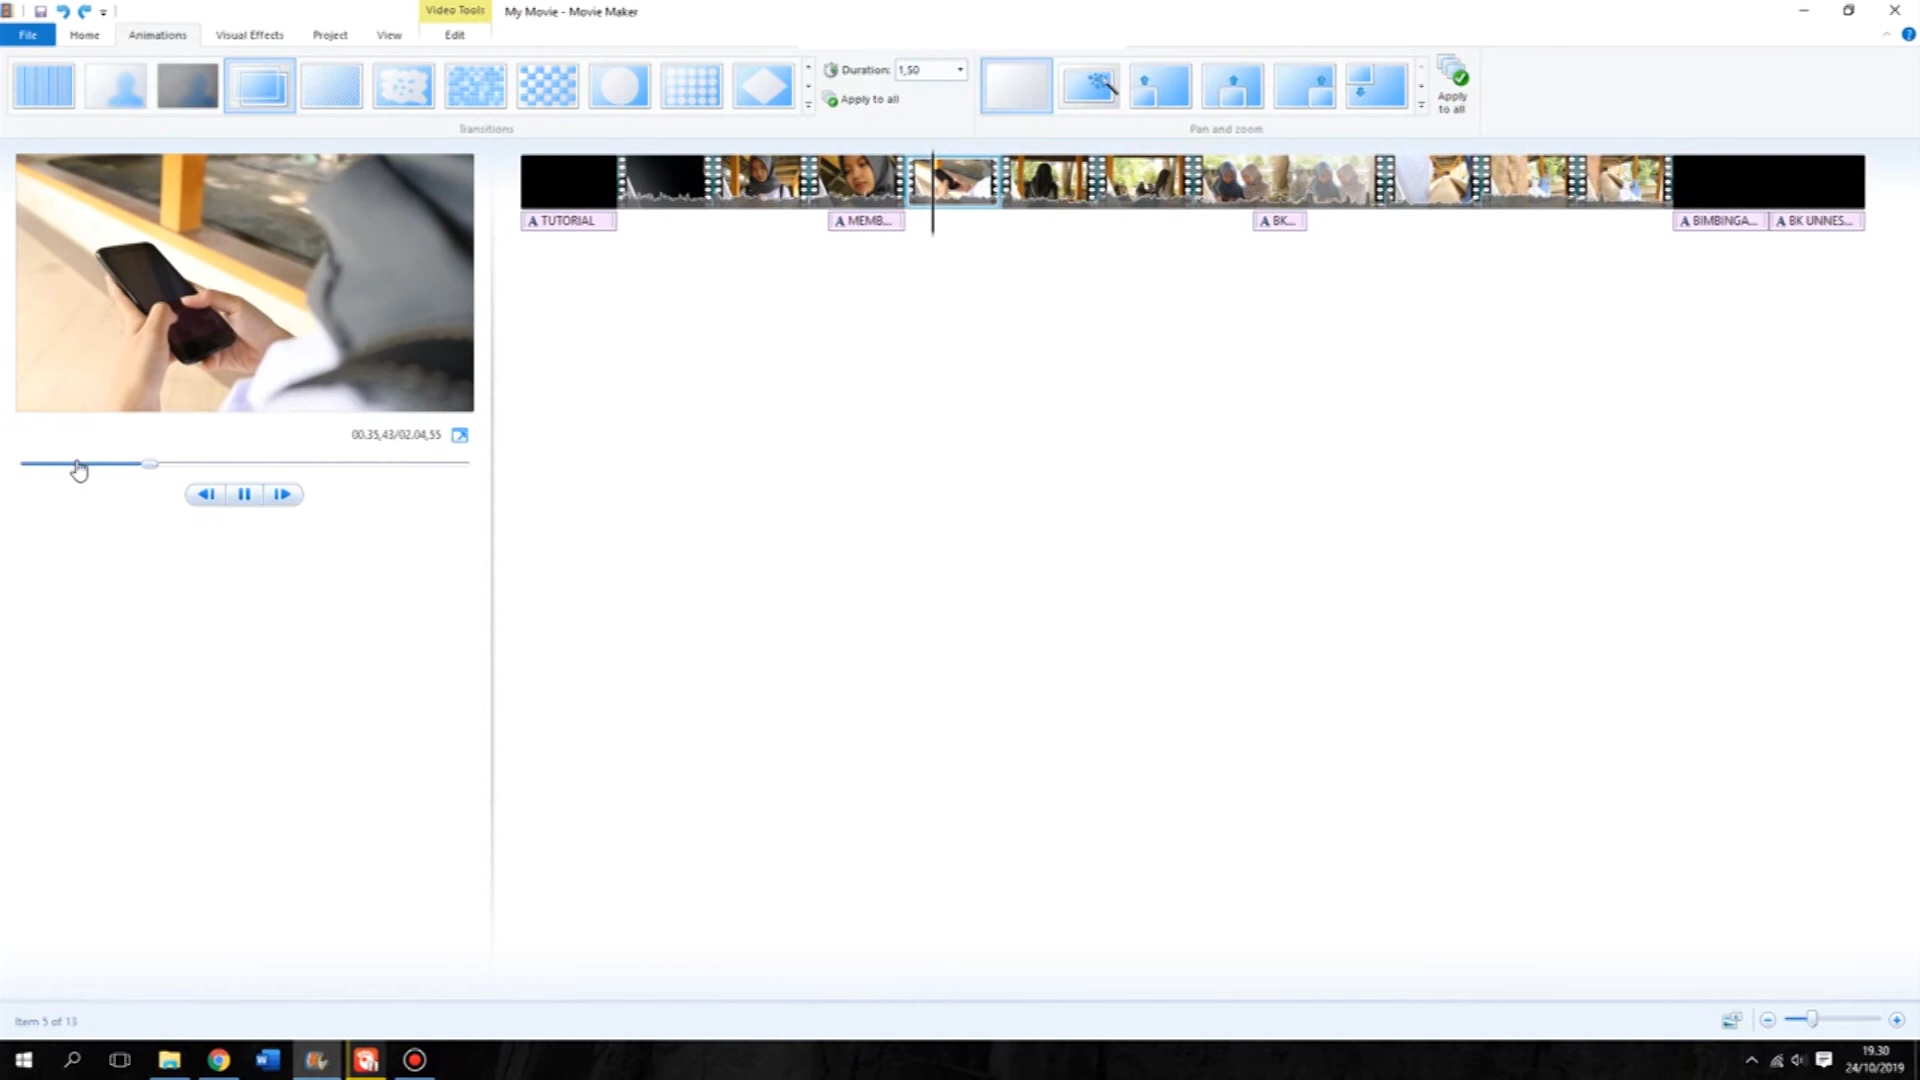 Video Tools
My Movie - Movie Maker
File
Home
Animations
Visual Effects
Project
View
Edit
Duration: 1,50
Apply to all
Transitions
Apply
to all
Pan and zoom
A TUTORIAL
A MEMB...
A BK...
A BIMBINGA...
A BK UNNES...
00.35,43/02.04,55
Item 5 of 13
19.30
24/10/2019